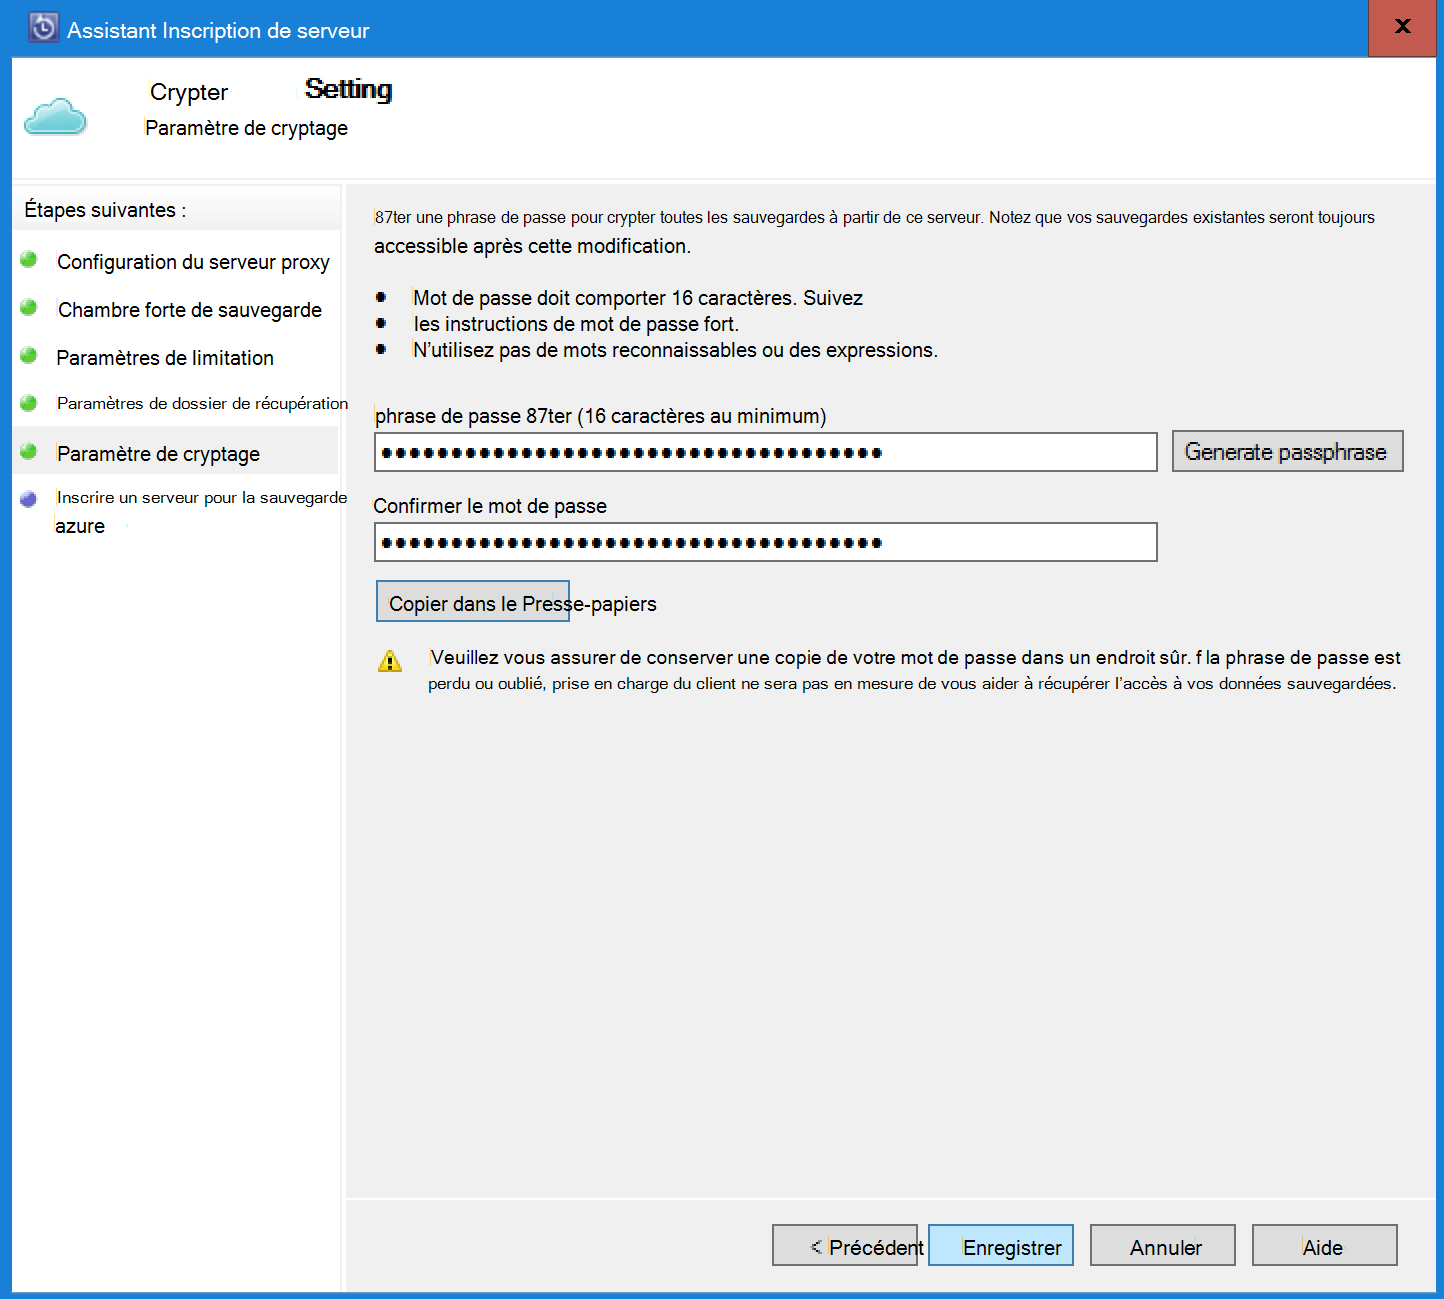 Assistant Inscription de serveur
x
Crypter Setting
Paramètre de cryptage
Étapes suivantes :
Configuration du serveur proxy
Chambre forte de sauvegarde
Paramètres de limitation
Paramètres de dossier de récupération
Paramètre de cryptage
Inscrire un serveur pour la sauvegarde
azure
87ter une phrase de passe pour crypter toutes les sauvegardes à partir de ce serveur. Notez que vos sauvegardes existantes seront toujours
accessible après cette modification.
Mot de passe doit comporter 16 caractères. Suivez
les instructions de mot de passe fort.
N'utilisez pas de mots reconnaissables ou des expressions.
phrase de passe 87ter (16 caractères au minimum)
Generate passphrase
Confirmer le mot de passe
Copier dans le Presse-papiers
Veuillez vous assurer de conserver une copie de votre mot de passe dans un endroit sûr. f la phrase de passe est
perdu ou oublié, prise en charge du client ne sera pas en mesure de vous aider à récupérer l'accès à vos données sauvegardées.
< Précédent
Enregistrer
Annuler
Aide